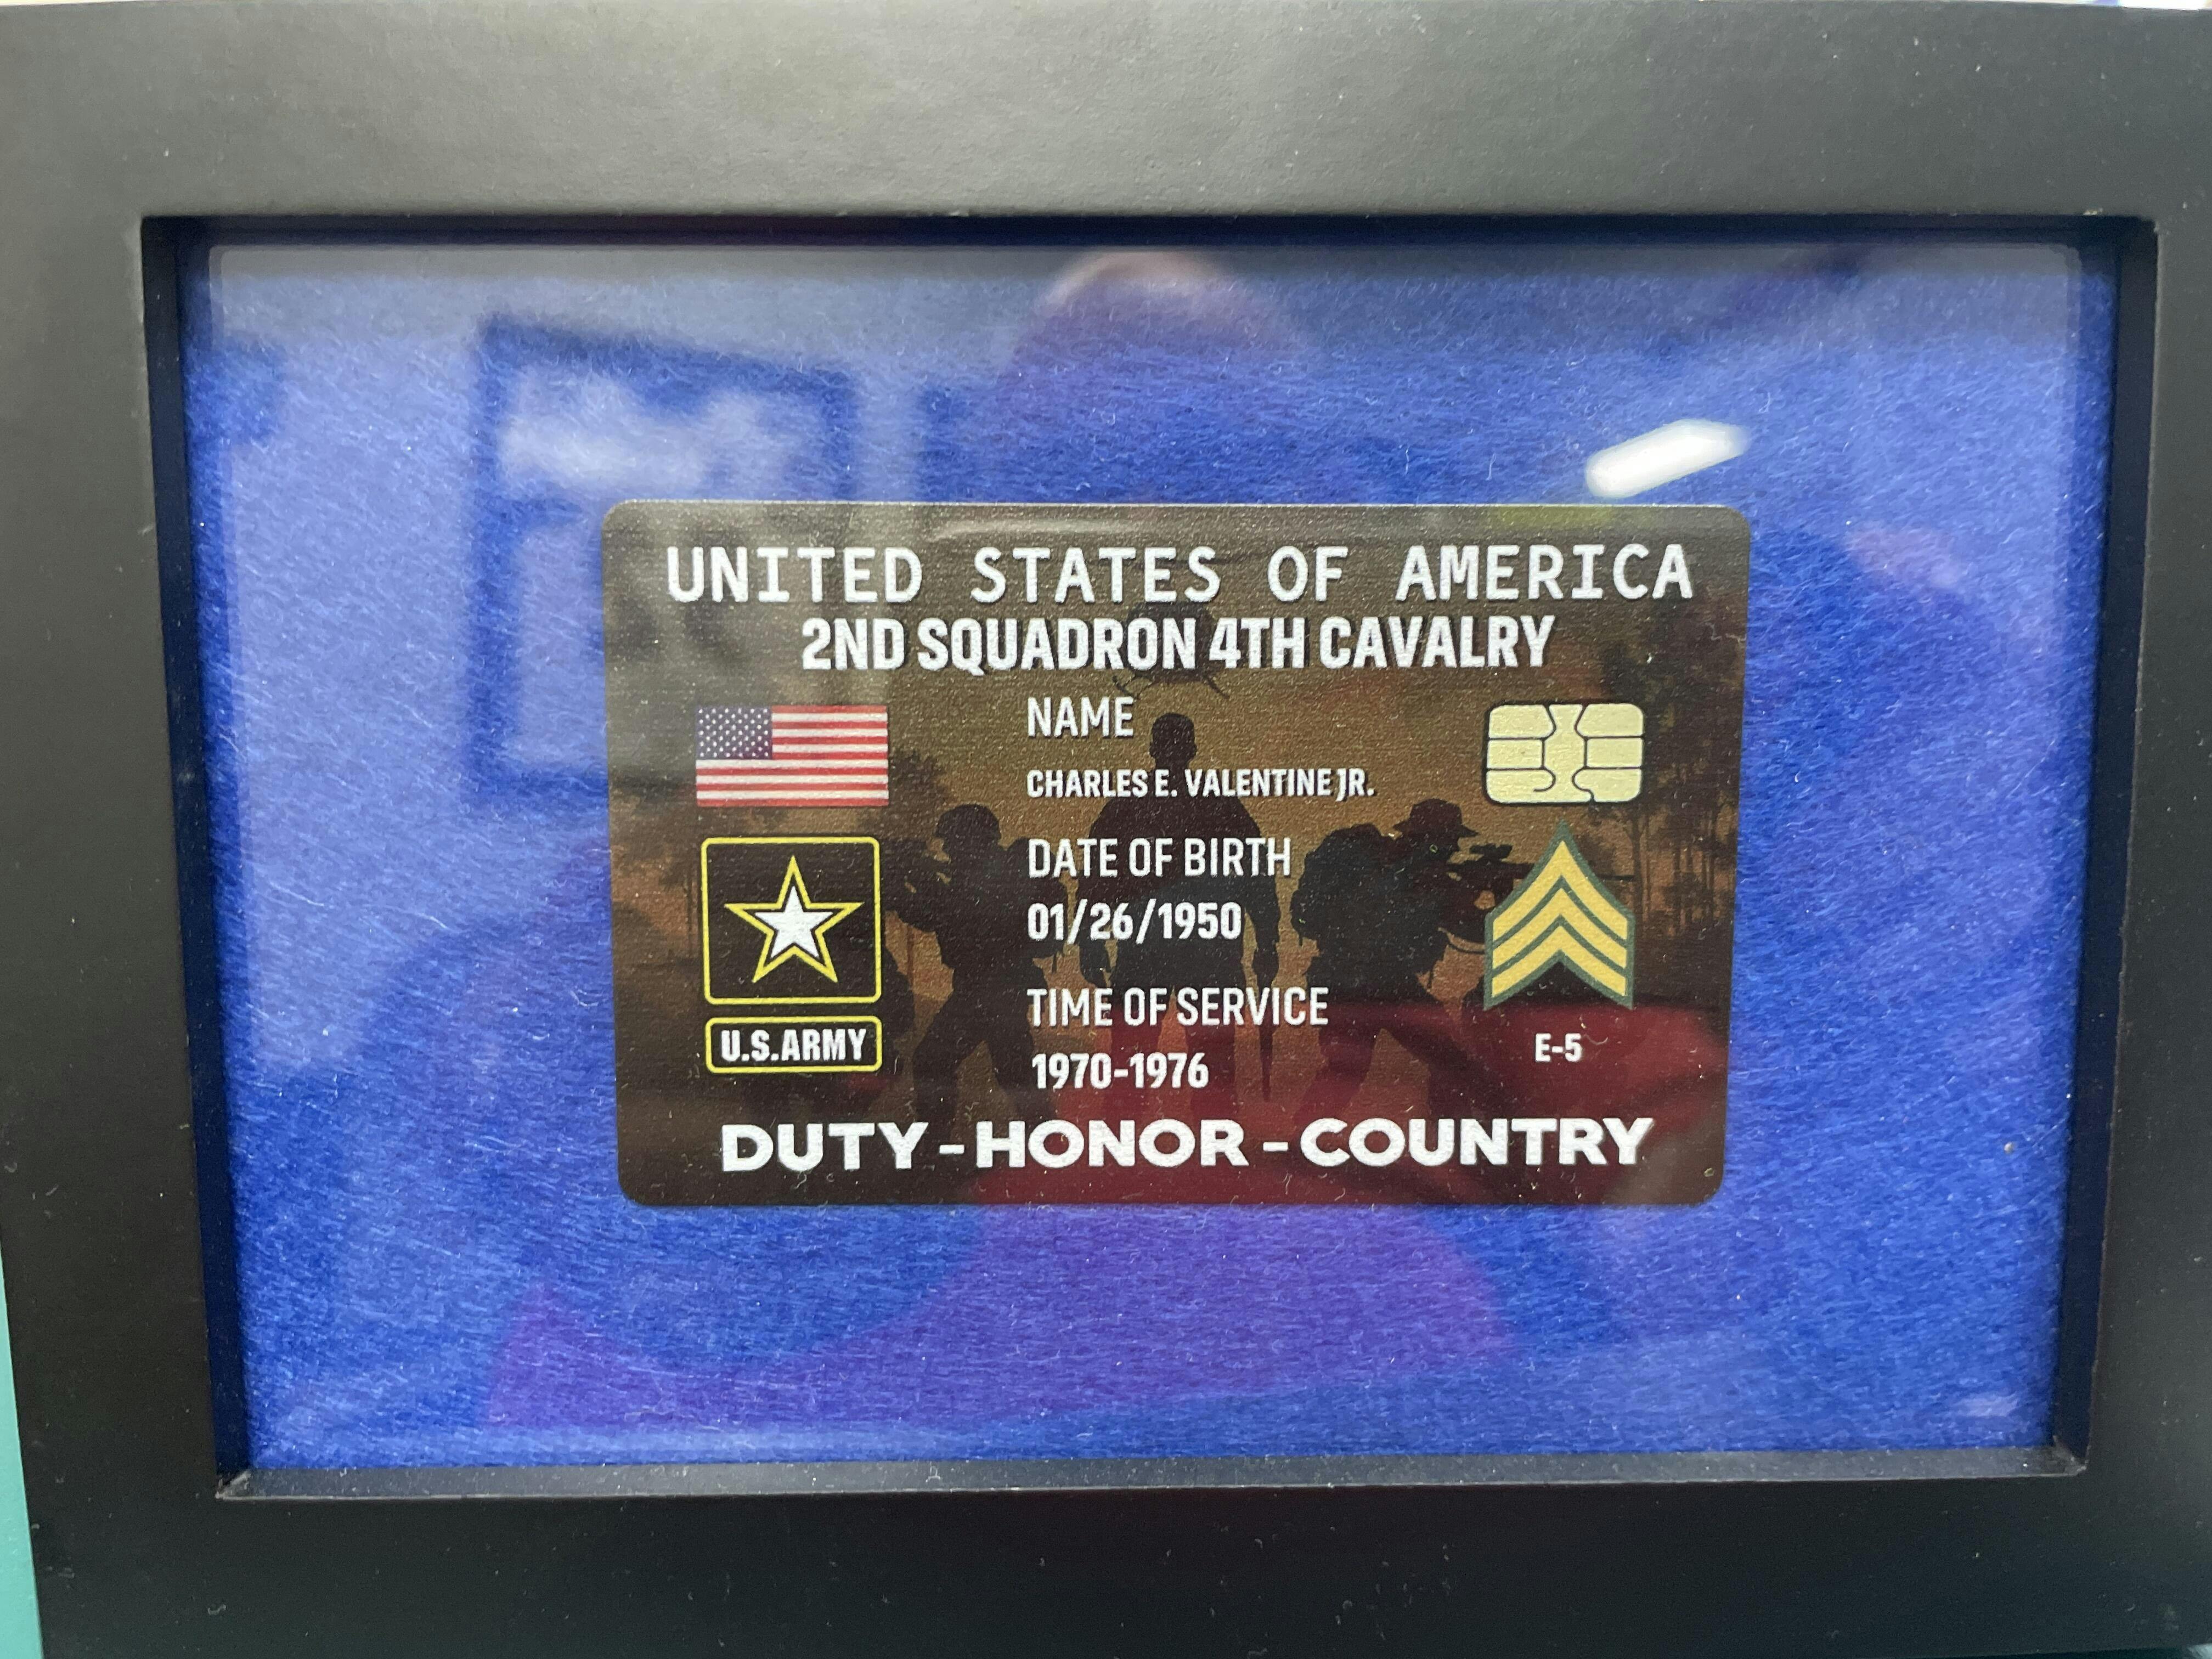 UNITED STATES OF AMERICA
2ND SQUADRON 4TH CAVALRY
NAME
CHARLES E. VALENTINE JR.
DATE OF BIRTH
01/26/1950
TIME OF SERVICE
1970-1976
U.S.ARMY
E-5
DUTY-HONOR-COUNTRY